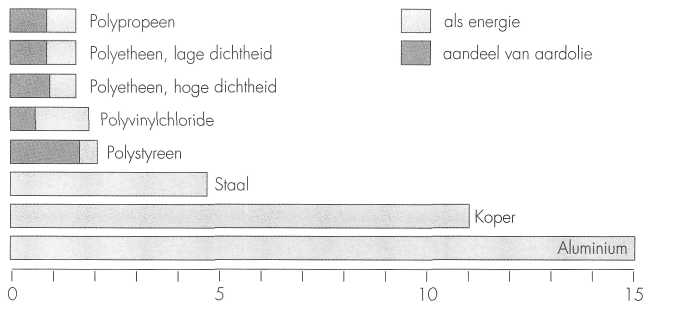 Polypropeen
als energie
Polyetheen, lage dichtheid
aandeel van aardolie
Polyetheen, hoge dichtheid
Polyvinylchloride
Polystyreen
Staal
Koper
Aluminium
0 5 10 15